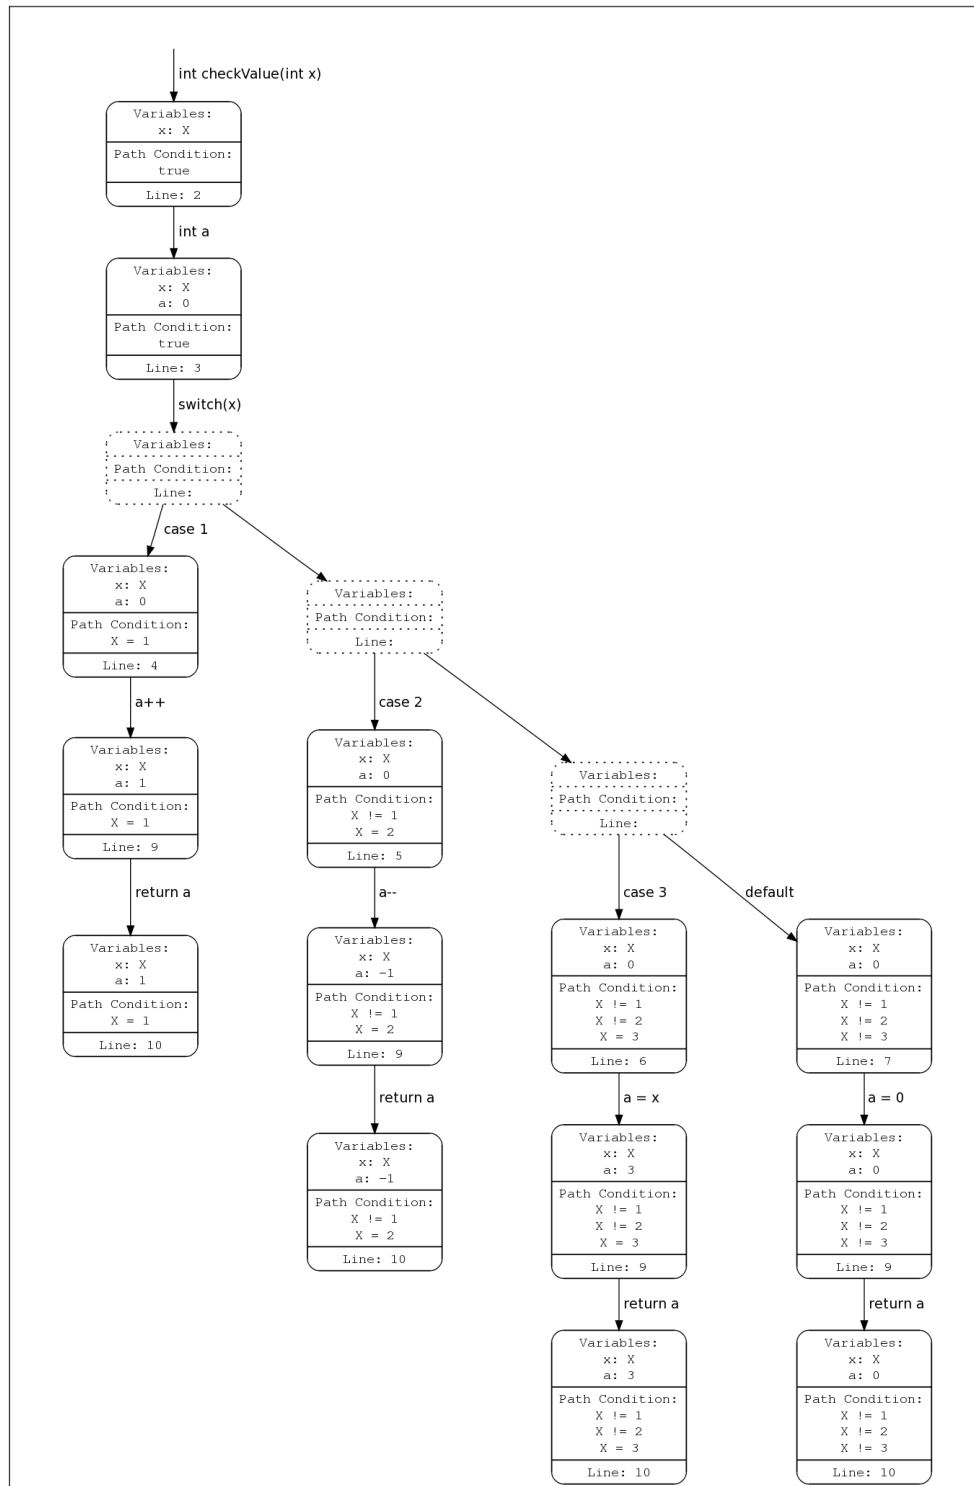 int checkValue(int x)
Variables:
x: X
Path Condition:
true
Line: 2
int a
Variables:
x: X
a: 0
Path Condition:
true
Line: 3
switch(x)
Variables:
Path Condition:
Line:
case 1
Variables:
x: X
a: 0
Path Condition:
X = 1
Line: 4
a++
Variables:
x: X
a: 1
Path Condition:
X = 1
Line: 9
return a
Variables:
x: X
a: 1
Path Condition:
X = 1
Line: 10
Variables:
Path Condition:
Line:
case 2
Variables:
x: X
a: 0
Path Condition:
X != 1
X = 2
Line: 5
a--
Variables:
x: X
a: -1
Path Condition:
X != 1
X = 2
Line: 9
return a
Variables:
x: X
a: -1
Path Condition:
X != 1
X = 2
Line: 10
Variables:
Path Condition:
Line:
case 3
Variables:
x: X
a: 0
Path Condition:
X != 1
X != 2
X = 3
Line: 6
a = x
Variables:
x: X
a: 3
Path Condition:
X != 1
X != 2
X = 3
Line: 9
return a
Variables:
x: X
a: 3
Path Condition:
X != 1
X != 2
X = 3
Line: 10
default
Variables:
x: X
a: 0
Path Condition:
X != 1
X != 2
X != 3
Line: 7
a = 0
Variables:
x: X
a: 0
Path Condition:
X != 1
X != 2
X != 3
Line: 9
return a
Variables:
x: X
a: 0
Path Condition:
X != 1
X != 2
X != 3
Line: 10